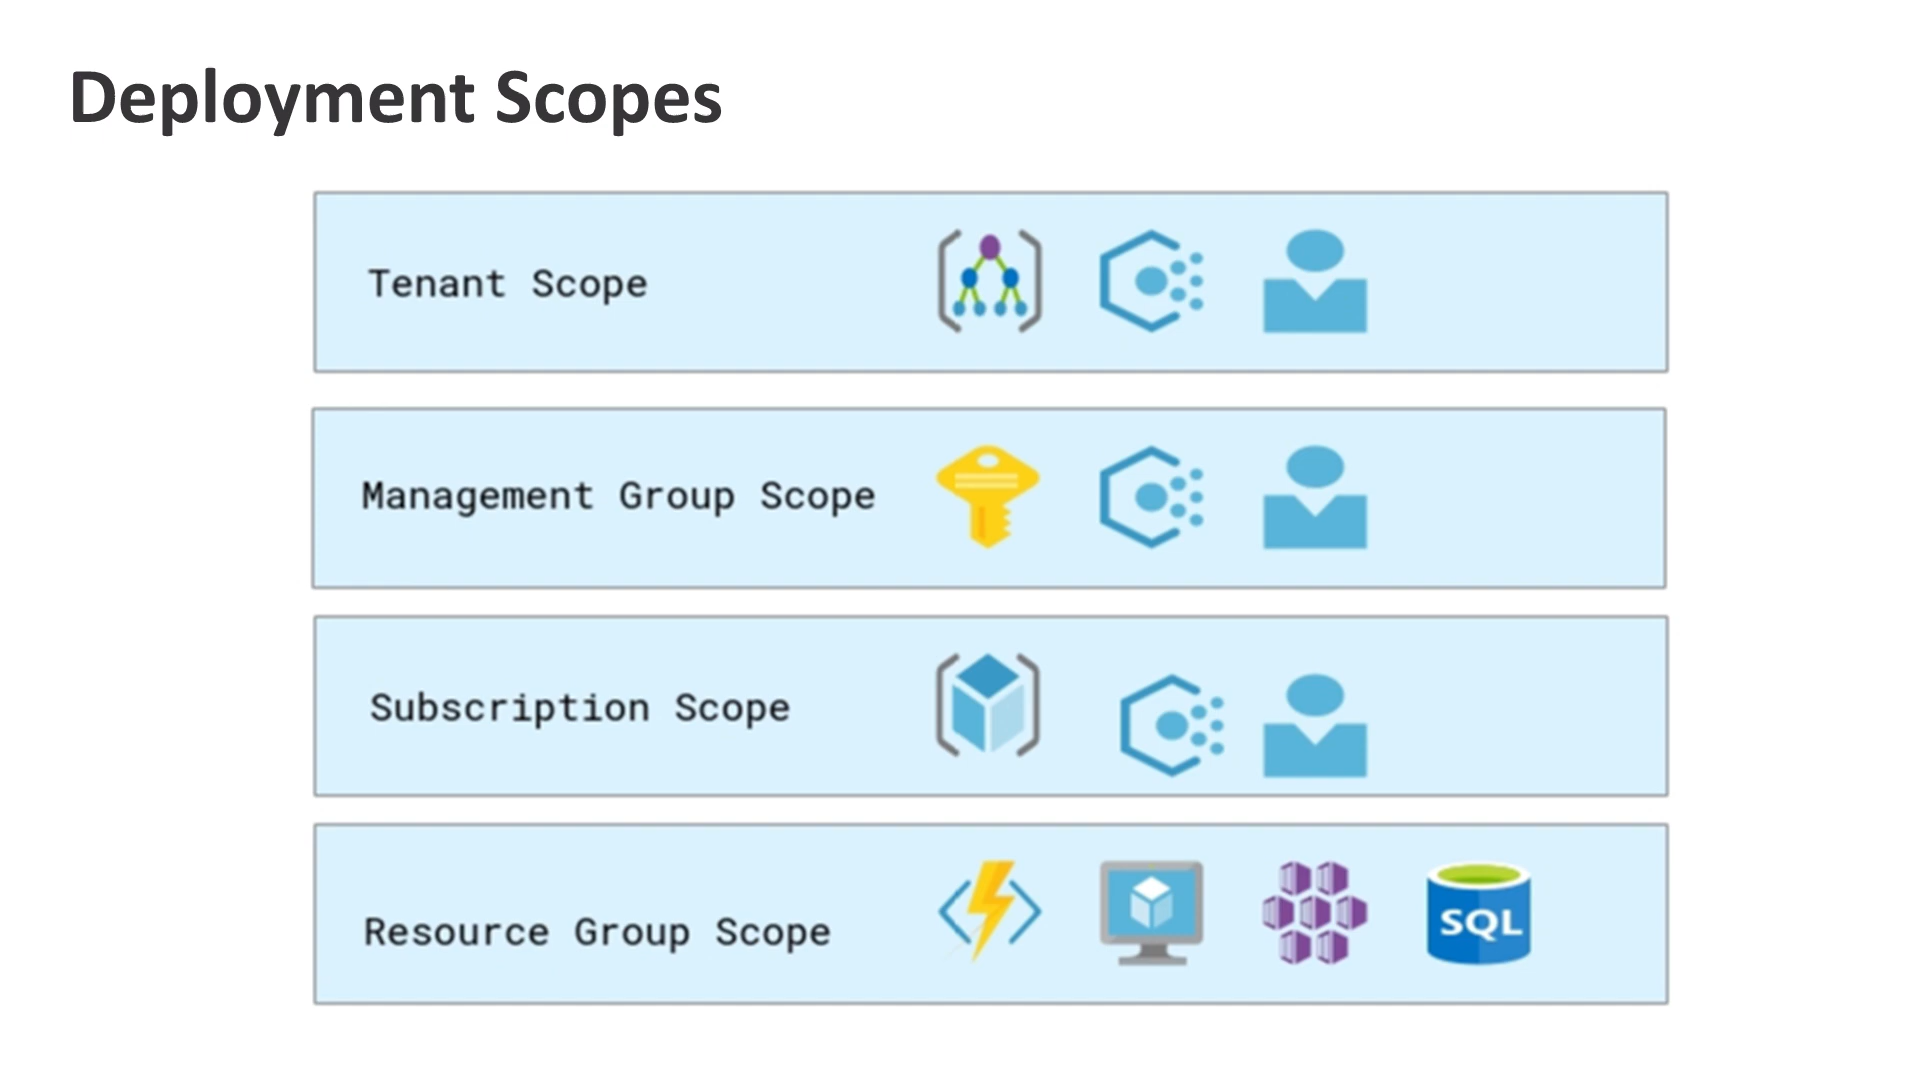 Deployment Scopes
Tenant Scope
Management Group Scope
Subscription Scope
Resource Group Scope
SQL